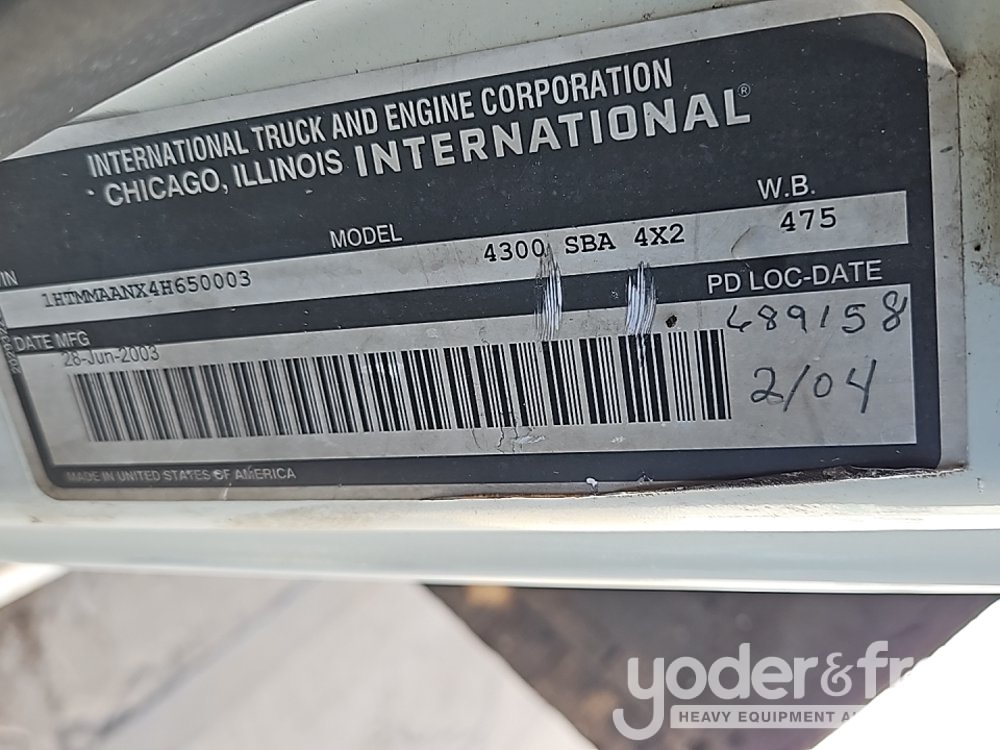 INTERNATIONAL TRUCK AND ENGINE CORPORATION
CHICAGO, ILLINOIS INTERNATIONAL®
W.B.
MODEL 4300 SBA 4X2 475
1HTMMAANX4H650003
PD LOC-DATE
DATE MFG
28-Jun-2003
689158
2/04
MADE IN UNITED STATES OF AMERICA
yoder&
HEAVY EQUIPMENT